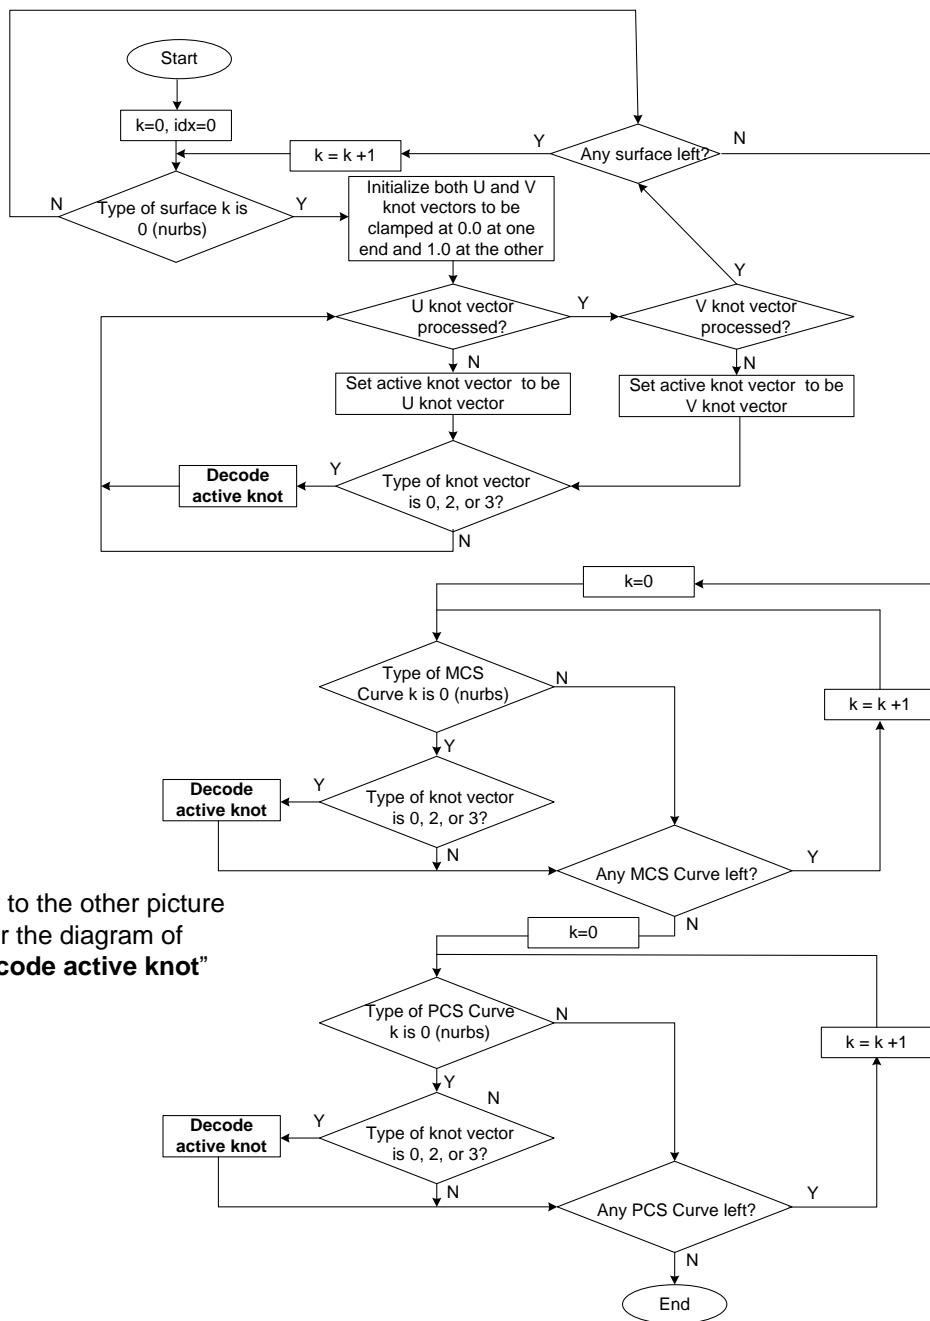 Start
k=0, idx=0
Y
N
k = k +1
Any surface left?
N
Type of surface k is
0 (nurbs)
Y
Initialize both U and V
knot vectors to be
clamped at 0.0 at one
end and 1.0 at the other
Y
U knot vector
processed?
Y
V knot vector
processed?
N
N
Set active knot vector to be
U knot vector
Set active knot vector to be
V knot vector
Decode
active knot
Y
Type of knot vector
is 0, 2, or 3?
N
k=0
Type of MCS
Curve k is 0 (nurbs)
N
k = k +1
Y
Decode
active knot
Y
Type of knot vector
is 0, 2, or 3?
N
Any MCS Curve left?
Y
N
to the other picture
r the diagram of
code active knot”
k=0
Type of PCS Curve
k is 0 (nurbs)
N
k = k +1
Y
N
Decode
active knot
Y
Type of knot vector
is 0, 2, or 3?
N
Any PCS Curve left?
Y
N
End